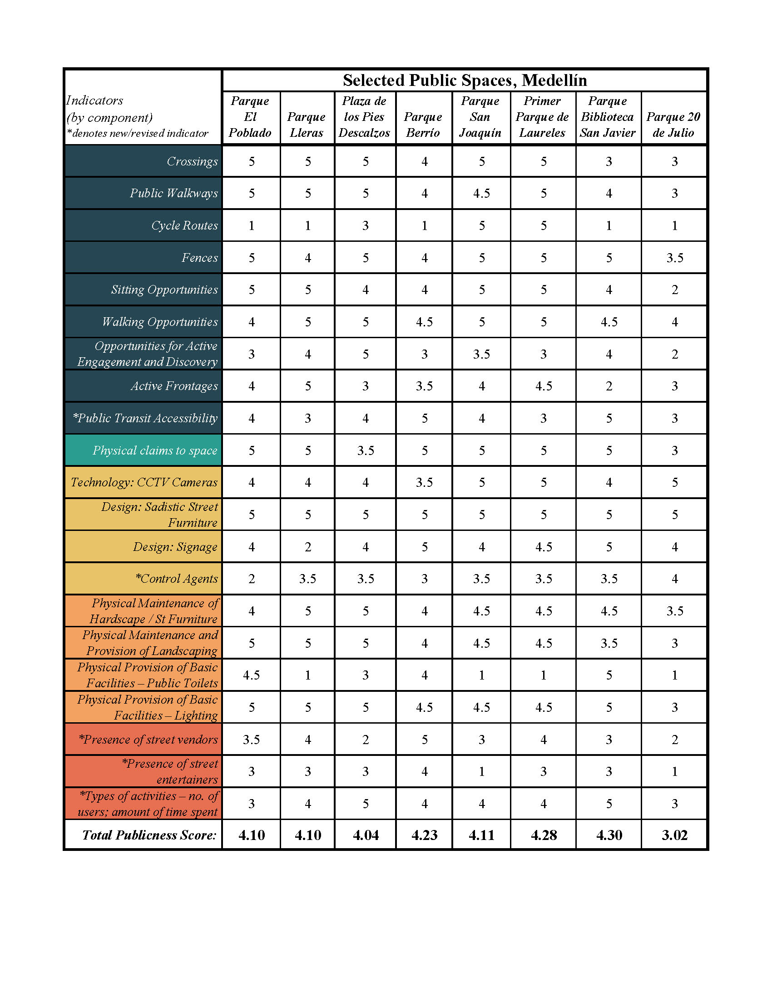 Selected Public Spaces, Medellín
Indicators
(by component)
*denotes new/revised indicator
Parque El Poblado
Parque Lleras
Plaza de los Pies Descalzos
Parque Berrío
Parque San Joaquín
Primer Parque de Laureles
Parque Biblioteca San Javier
Parque 20 de Julio
Crossings 5 5 5 4 5 5 3 3
Public Walkways 5 5 5 4 4.5 5 4 3
Cycle Routes 1 1 3 1 5 5 1 1
Fences 5 4 5 4 5 5 5 3.5
Sitting Opportunities 5 5 4 4 5 5 4 2
Walking Opportunities 4 5 5 4.5 5 5 4.5 4
Opportunities for Active
Engagement and Discovery 3 4 5 3 3.5 3 4 2
Active Frontages 4 5 3 3.5 4 4.5 2 3
*Public Transit Accessibility 4 3 4 5 4 3 5 3
Physical claims to space 5 5 3.5 5 5 5 5 3
Technology: CCTV Cameras 4 4 4 3.5 5 5 4 5
Design: Sadistic Street
Furniture 5 5 5 5 5 5 5 5
Design: Signage 4 2 4 5 4 4.5 5 4
*Control Agents 2 3.5 3.5 3 3.5 3.5 3.5 4
Physical Maintenance of
Hardscape / St Furniture 4 5 5 4 4.5 4.5 4.5 3.5
Physical Maintenance and
Provision of Landscaping 5 5 5 4 4.5 4.5 3.5 3
Physical Provision of Basic
Facilities – Public Toilets 4.5 1 3 4 1 1 5 1
Physical Provision of Basic
Facilities – Lighting 5 5 5 4.5 4.5 4.5 5 3
*Presence of street vendors 3.5 4 2 5 3 4 3 2
*Presence of street
entertainers 3 3 3 4 1 3 3 1
*Types of activities – no. of
users; amount of time spent 3 4 5 4 4 4 5 3
Total Publicness Score: 4.10 4.10 4.04 4.23 4.11 4.28 4.30 3.02